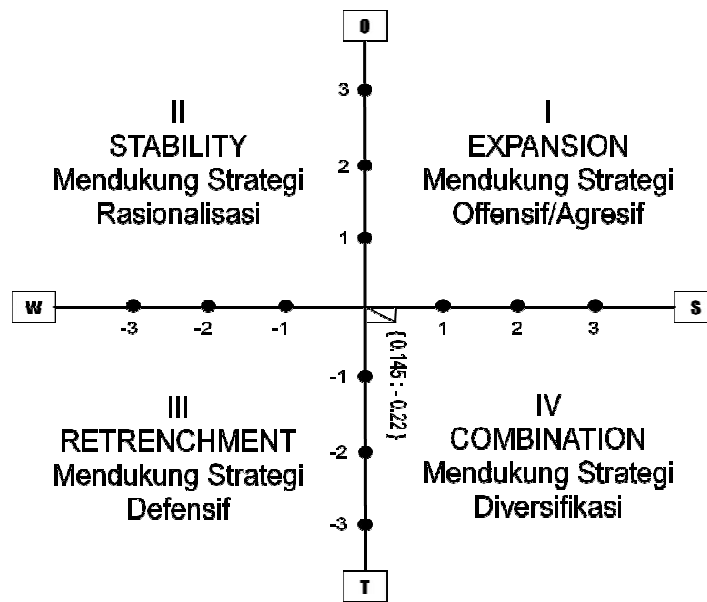 O
3
II
STABILITY
Mendukung Strategi
Rasionalisasi
I
EXPANSION
Mendukung Strategi
Offensif/Agresif
2
1
W
-3
-2
-1
1
2
3
S
{0.145 : - 0.22}
-1
III
RETRENCHMENT
Mendukung Strategi
Defensif
IV
COMBINATION
Mendukung Strategi
Diversifikasi
-2
-3
T